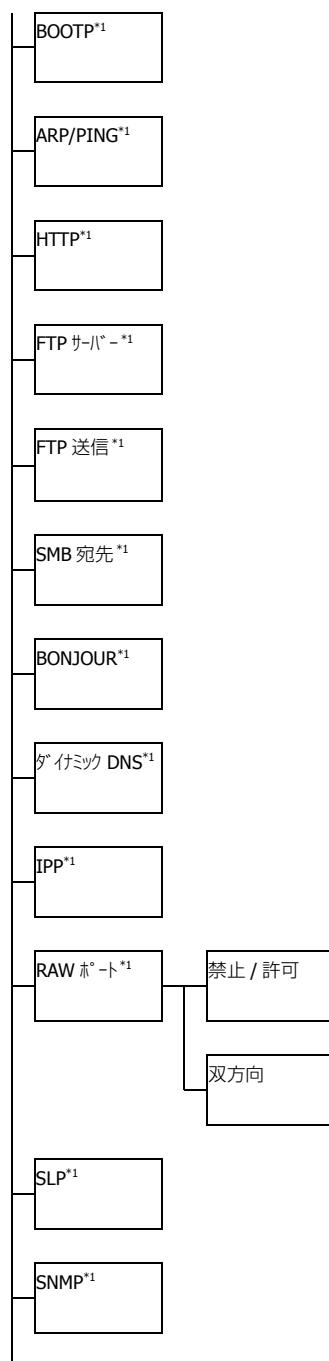 BOOTP*1
ARP/PING*1
HTTP*1
FTP ｻｰﾊﾞｰ*1
FTP 送信*1
SMB 宛先*1
BONJOUR*1
ﾀﾞｲﾅﾐｯｸ DNS*1
IPP*1
RAW ﾎﾟｰﾄ*1
禁止 / 許可
双方向
SLP*1
SNMP*1